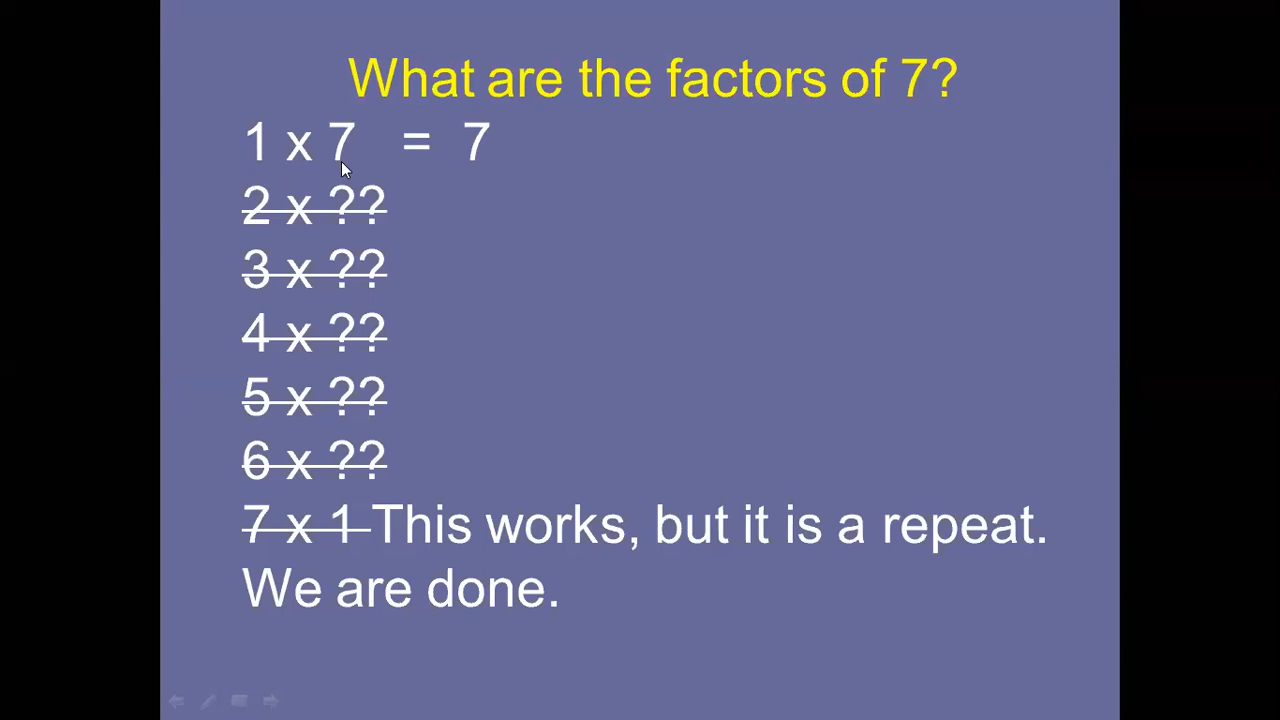 What are the factors of 7?
1 x 7 = 7
2 x ??
3 x ??
4 x ??
5 x ??
6 x ??
7 x 1 This works, but it is a repeat.
We are done.